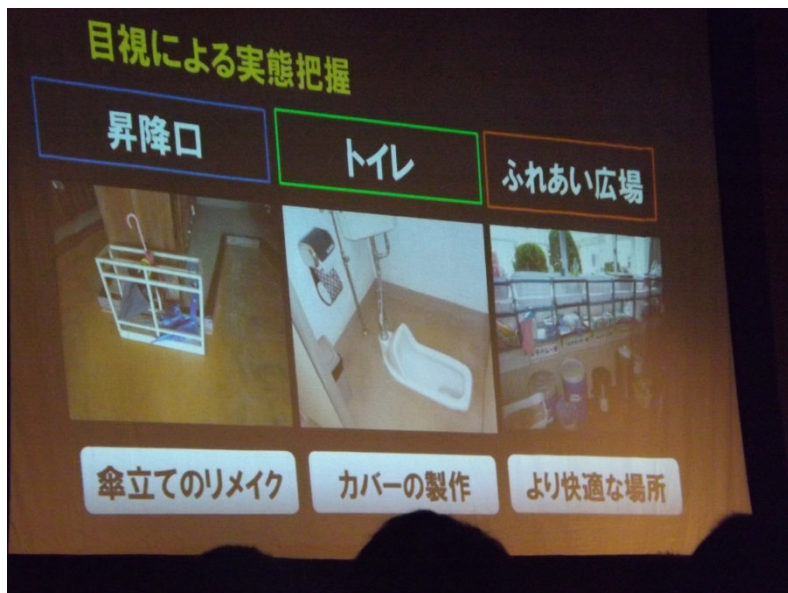 目視による実態把握
昇降口
トイレ
ふれあい広場
傘立てのリメイク
カバーの製作
より快適な場所